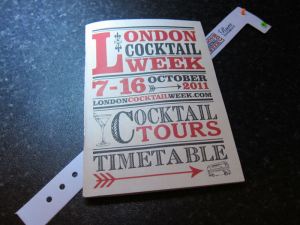 LONDON
COCKTAIL
WEEK
7-16 OCTOBER
2011
LONDONCOCKTAILWEEK.COM
COCKTAIL
TOURS
TIMETABLE